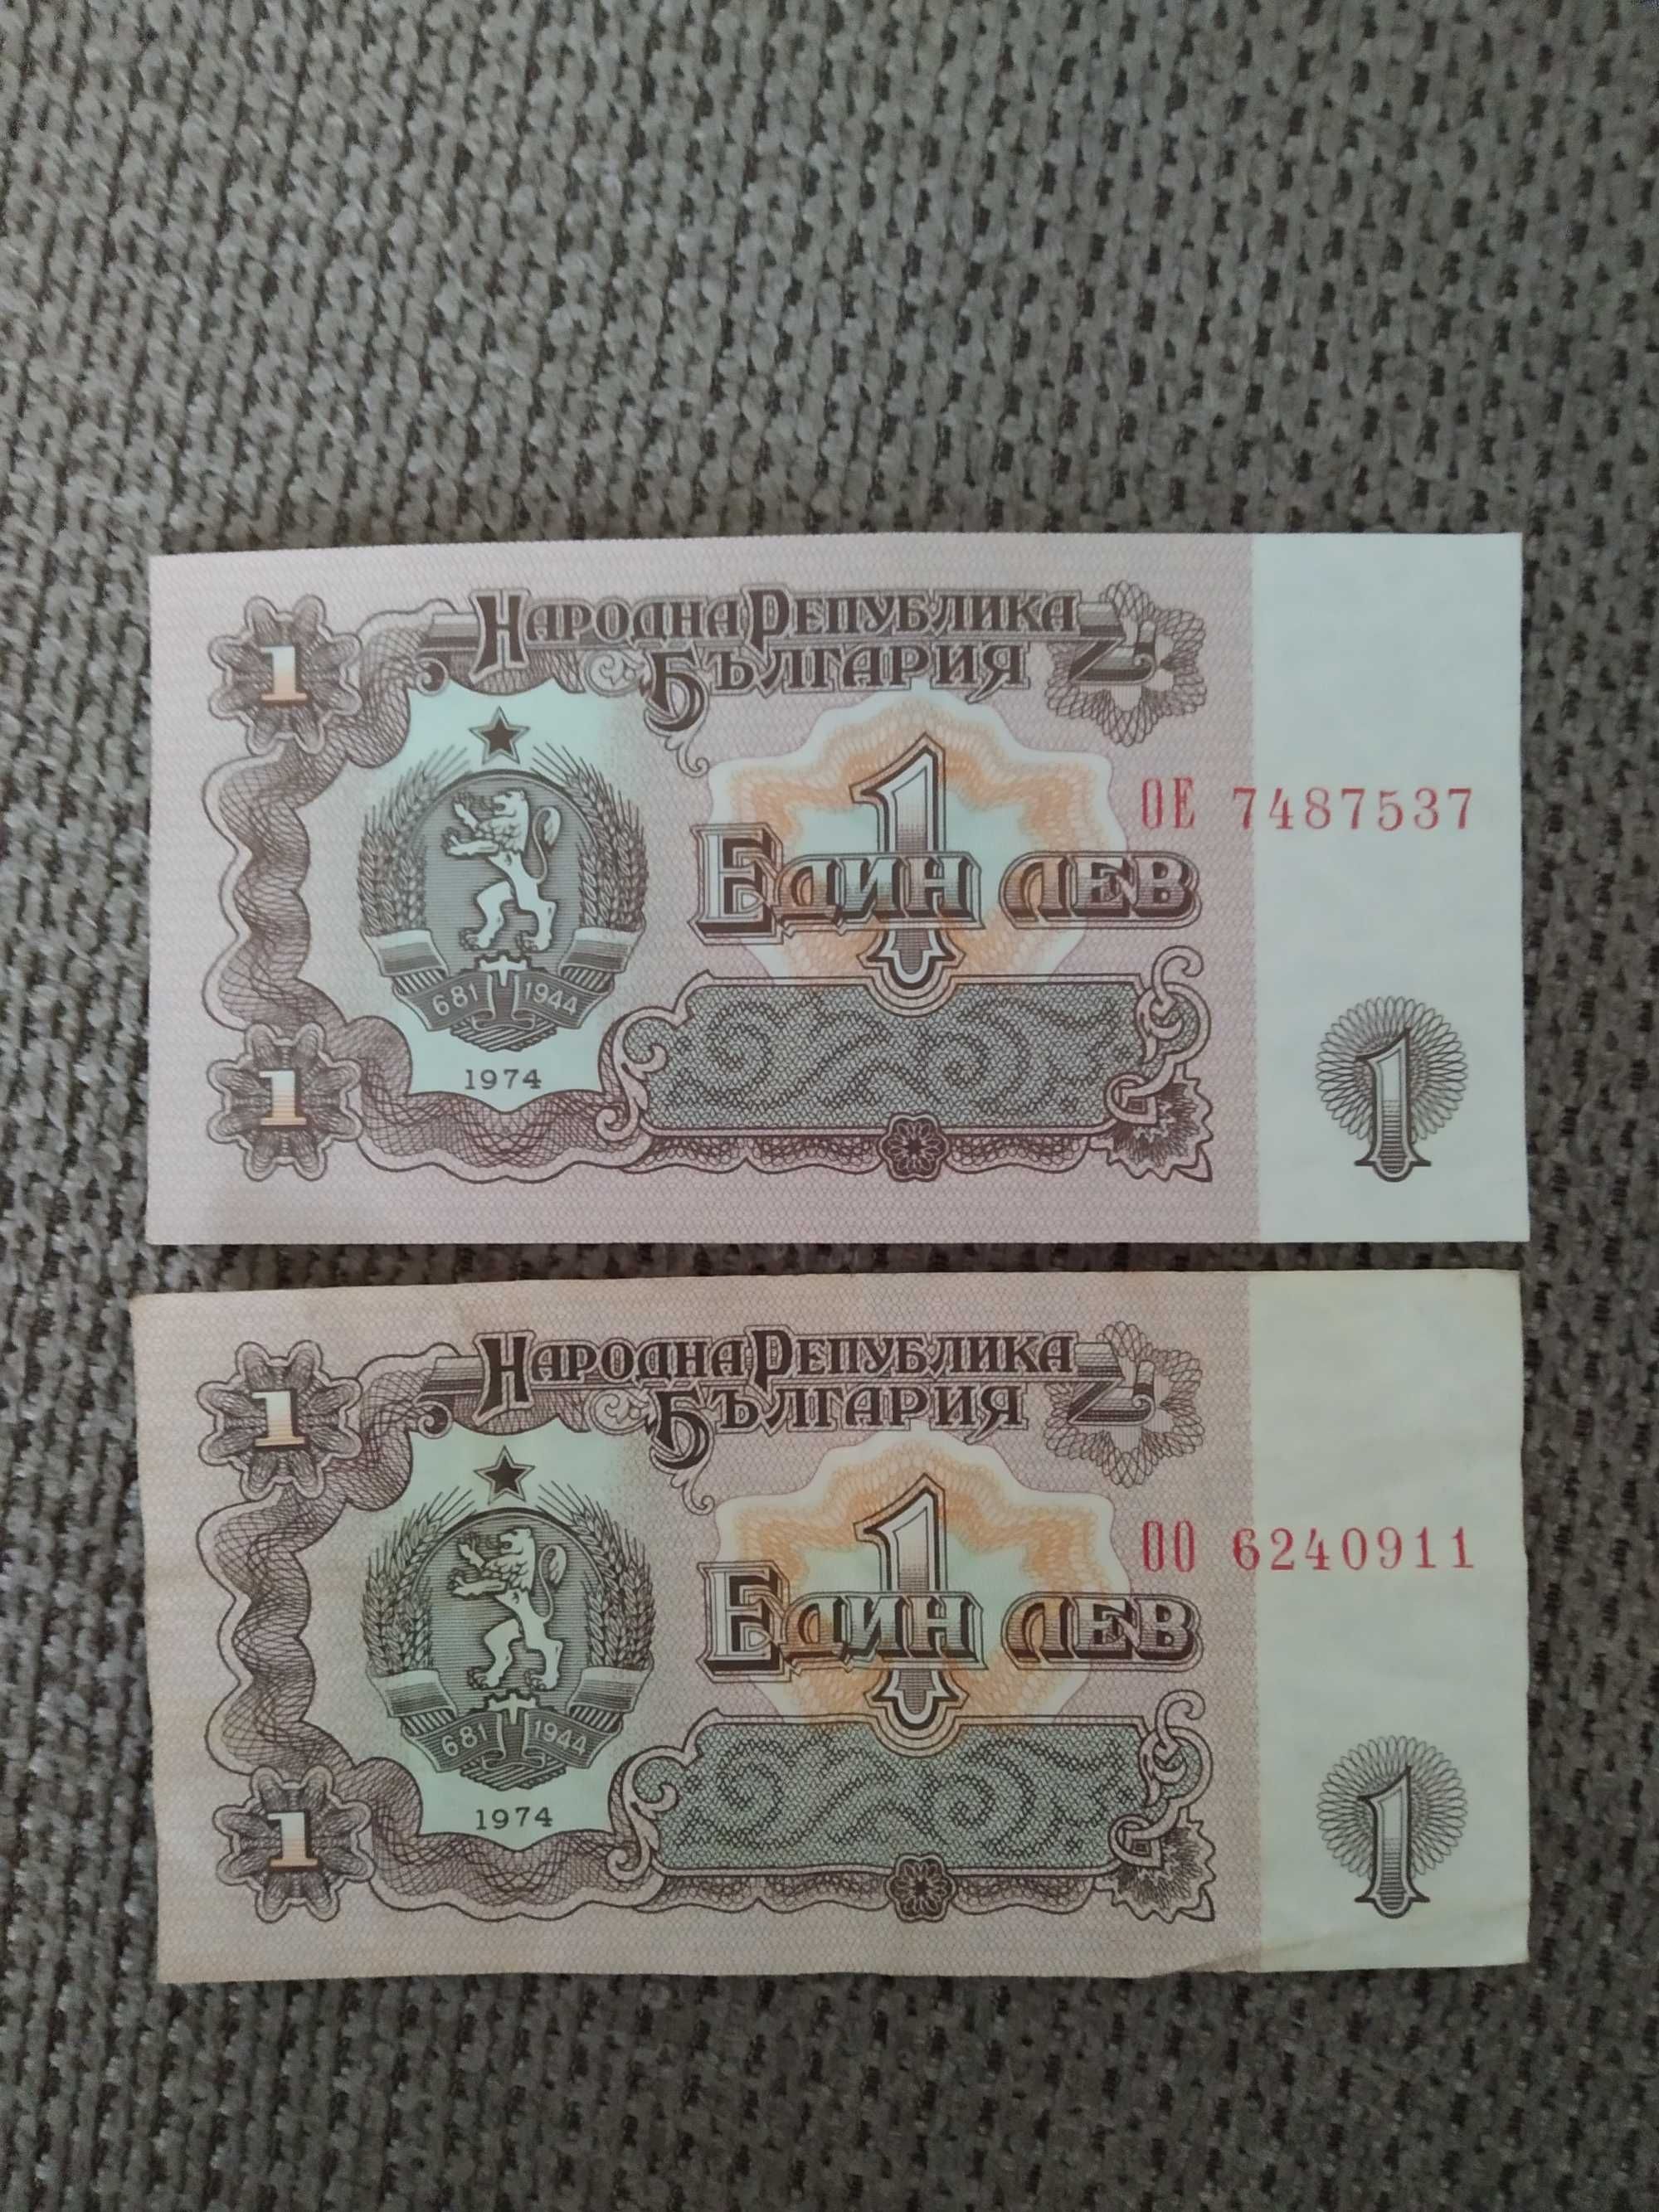 1
НАРОДНА РЕПУБЛИКА
БЪЛГАРИЯ
1
ОЕ 7487537
ЕДИН ЛЕВ
681 1944
1974
1
1
1
НАРОДНА РЕПУБЛИКА
БЪЛГАРИЯ
1
ОО 6240911
ЕДИН ЛЕВ
681 1944
1974
1
1